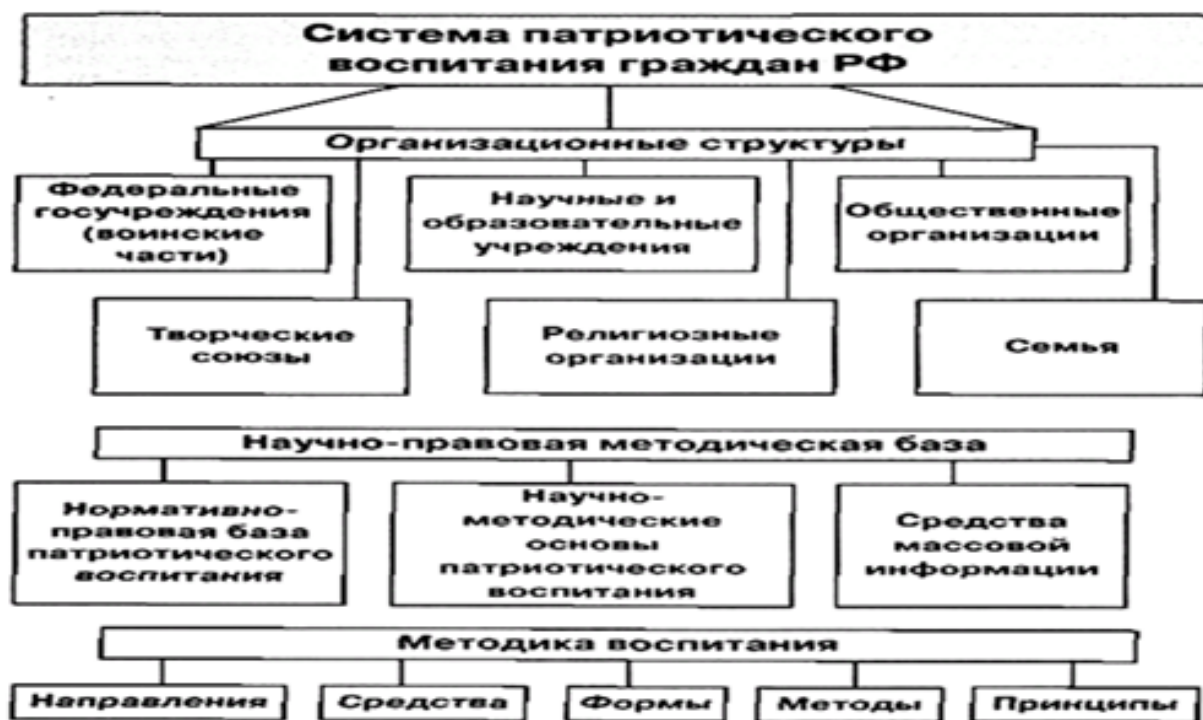 Система патриотического
воспитания граждан РФ
Организационные структуры
Федеральные
госучреждения
(воинские
части)
Научные и
образовательные
учреждения
Общественные
организации
Творческие
союзы
Религиозные
организации
Семья
Научно-правовая методическая база
Нормативно-
правовая база
патриотического
воспитания
Научно-
методические
основы
патриотического
воспитания
Средства
массовой
информации
Методика воспитания
Направления
Средства
Формы
Методы
Принципы